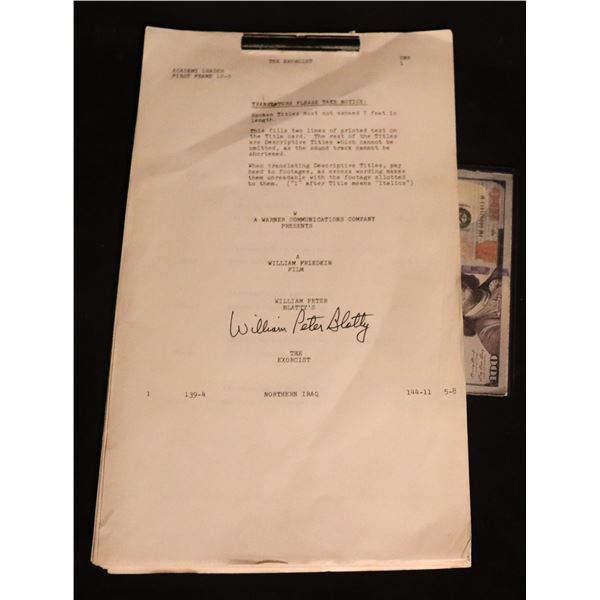 THE EXORCIST
ONE
1
ACADEMY LEADER
FIRST FRAME 12-0
TRANSLATORS PLEASE TAKE NOTICE:
Spoken Titles must not exceed 7 feet in
length.
This fills two lines of printed text on
the Title card. The rest of the Titles
are Descriptive Titles which cannot be
omitted, as the sound track cannot be
shortened.
When translating Descriptive Titles, pay
heed to footages, as excess wording makes
them unreadable with the footage allotted
to them. ("I" after Title means "Italics")
W
A WARNER COMMUNICATIONS COMPANY
PRESENTS
A
WILLIAM FRIEDKIN
FILM
WILLIAM PETER
BLATTY'S
William Peter Blatty
THE
EXORCIST
1 139-4 NORTHERN IRAQ 144-11 5-8
100